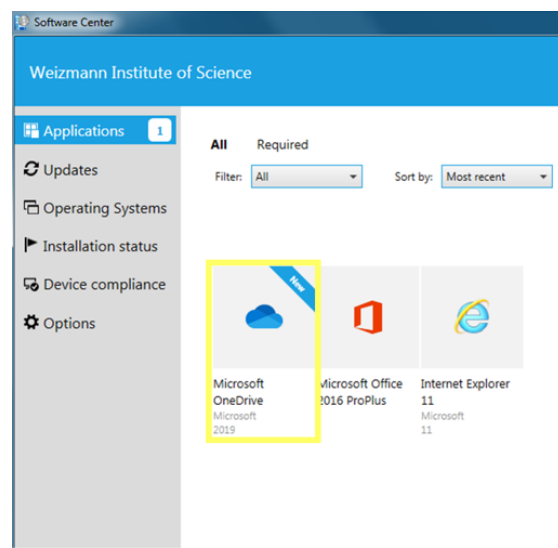 Software Center
Weizmann Institute of Science
Applications 1
Updates
Operating Systems
Installation status
Device compliance
Options
All Required
Filter: All Sort by: Most recent
New
Microsoft
OneDrive
Microsoft
2019
Microsoft Office
2016 ProPlus
Internet Explorer
11
Microsoft
11